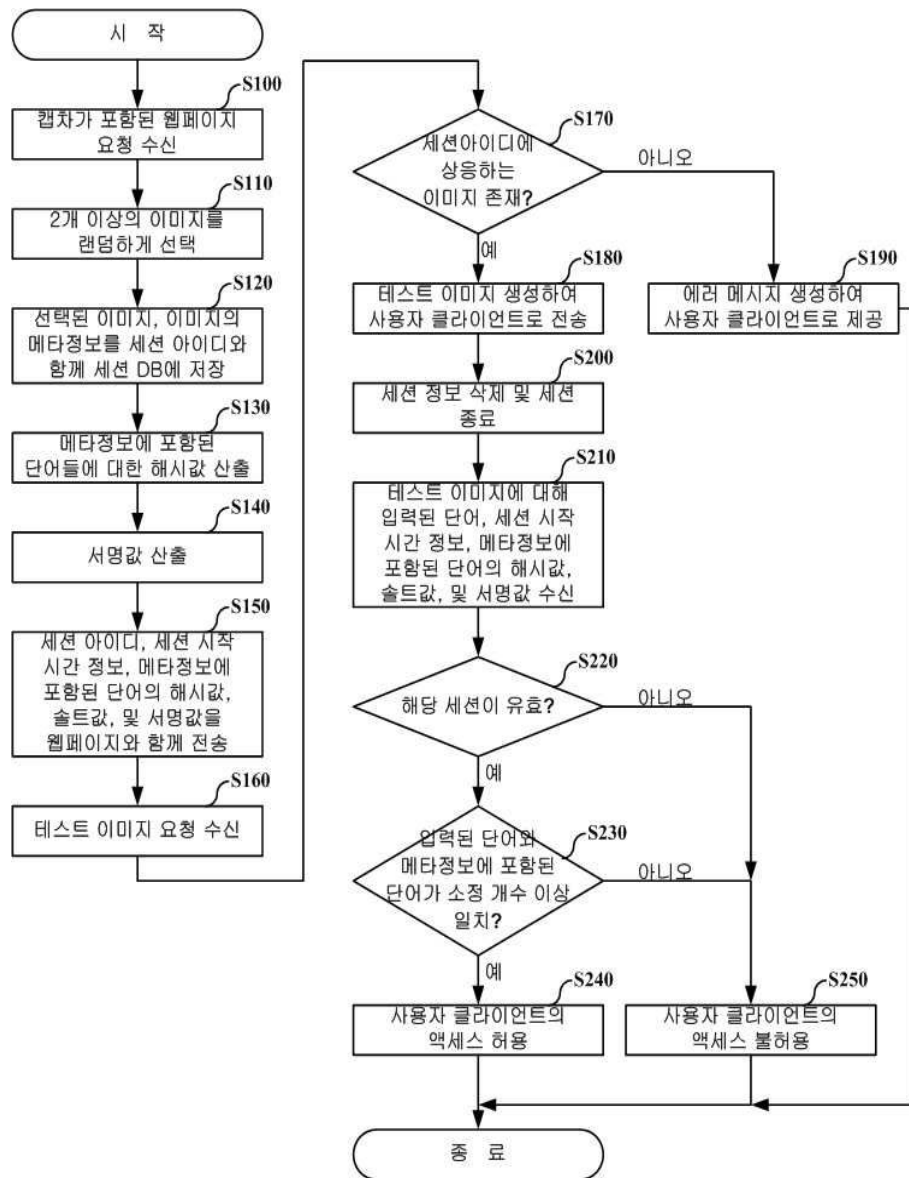 시 작
S100
캡차가 포함된 웹페이지
요청 수신
S110
2개 이상의 이미지를
랜덤하게 선택
S120
선택된 이미지, 이미지의
메타정보를 세션 아이디와
함께 세션 DB에 저장
S130
메타정보에 포함된
단어들에 대한 해시값 산출
S140
서명값 산출
S150
세션 아이디, 세션 시작
시간 정보, 메타정보에
포함된 단어의 해시값,
솔트값, 및 서명값을
웹페이지와 함께 전송
S160
테스트 이미지 요청 수신
S170
세션아이디에
상응하는
이미지 존재?
아니오
예
S180
테스트 이미지 생성하여
사용자 클라이언트로 전송
S190
에러 메시지 생성하여
사용자 클라이언트로 제공
S200
세션 정보 삭제 및 세션
종료
S210
테스트 이미지에 대해
입력된 단어, 세션 시작
시간 정보, 메타정보에
포함된 단어의 해시값,
솔트값, 및 서명값 수신
S220
해당 세션이 유효?
아니오
예
S230
입력된 단어와
메타정보에 포함된
단어가 소정 개수 이상
일치?
아니오
예
S240
사용자 클라이언트의
액세스 허용
S250
사용자 클라이언트의
액세스 불허용
종 료